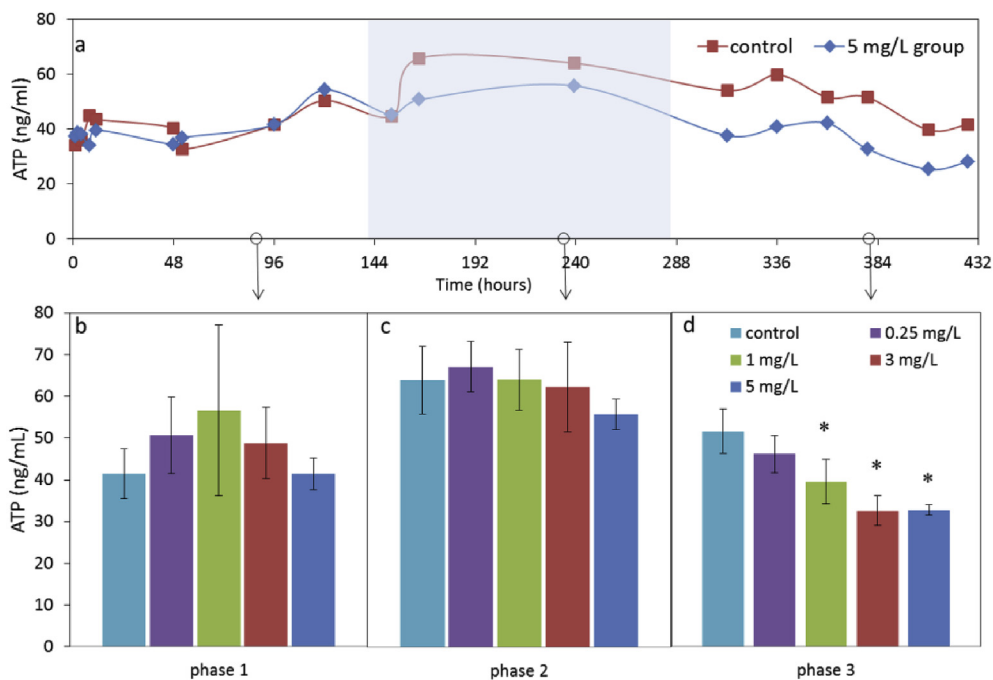 80
a
control
5 mg/L group
60
40
20
0
ATP (ng/ml)
0 48 96 144 192 240 288 336 384 432
Time (hours)
80
b
c
d
control
0.25 mg/L
1 mg/L
3 mg/L
5 mg/L
70
60
50
40
30
20
10
0
ATP (ng/mL)
*
*
*
phase 1
phase 2
phase 3